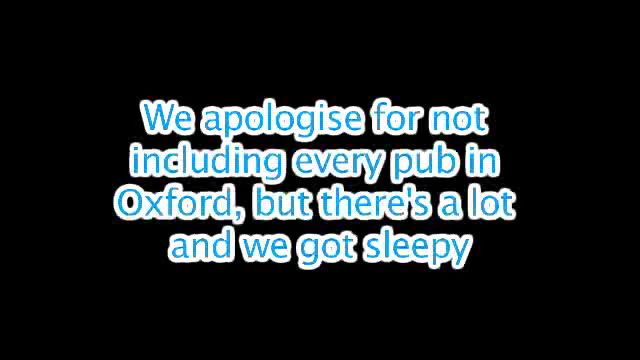 We apologise for not
including every pub in
Oxford, but there's a lot
and we got sleepy